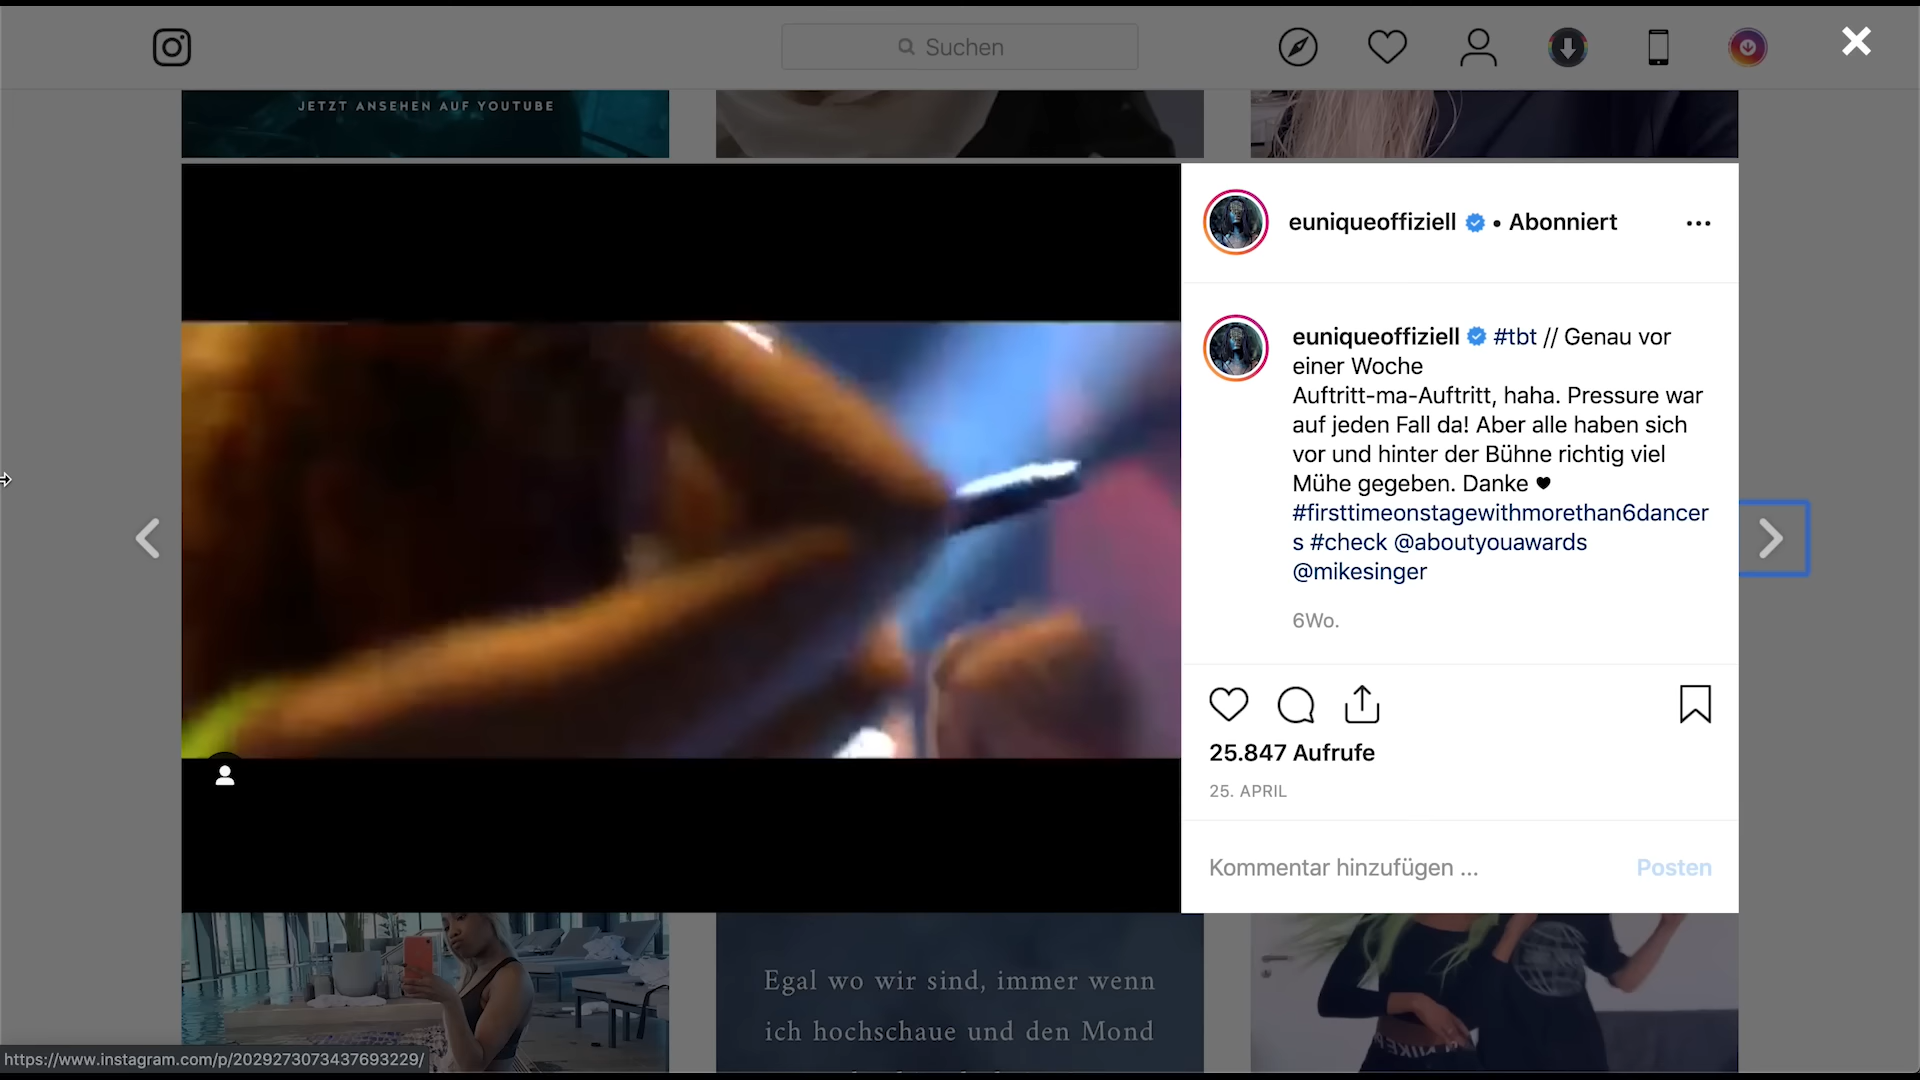 Suchen
JETZT ANSEHEN AUF YOUTUBE
euniqueoffiziell • Abonniert
euniqueoffiziell #tbt // Genau vor
einer Woche
Auftritt-ma-Auftritt, haha. Pressure war
auf jeden Fall da! Aber alle haben sich
vor und hinter der Bühne richtig viel
Mühe gegeben. Danke ♥
#firsttimeonstagewithmorethan6dancer
s #check @aboutyouawards
@mikesinger
6Wo.
25.847 Aufrufe
25. APRIL
Kommentar hinzufügen ...
Posten
Egal wo wir sind, immer wenn
ich hochschaue und den Mond
https://www.instagram.com/p/2029273073437693229/